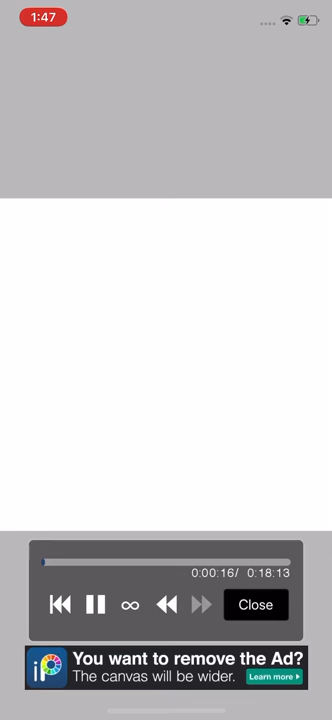 1:47
0:00:16/ 0:18:13
Close
You want to remove the Ad?
The canvas will be wider.
Learn more
iP